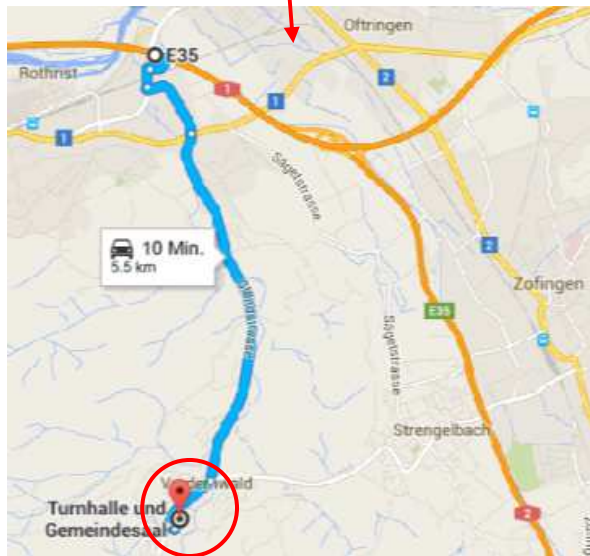 Oftringen
E35
Rothrist
1
2
1
1
Sägetstrasse
10 Min.
5.5 km
2
Zofingen
E35
Sägetstrasse
Strengelbach
Turnhalle und
Gemeindesaal
2